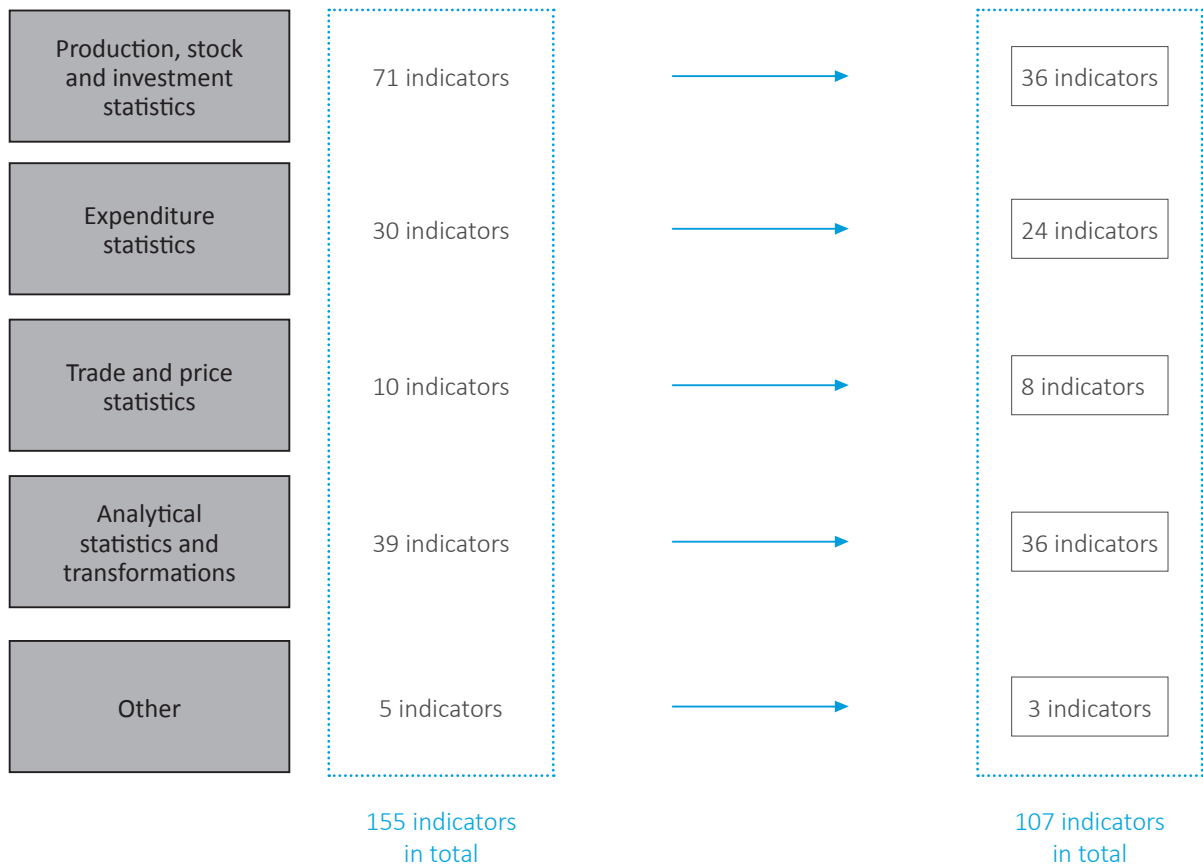 Production, stock
and investment
statistics
71 indicators
36 indicators
Expenditure
statistics
30 indicators
24 indicators
Trade and price
statistics
10 indicators
8 indicators
Analytical
statistics and
transformations
39 indicators
36 indicators
Other
5 indicators
3 indicators
155 indicators
in total
107 indicators
in total